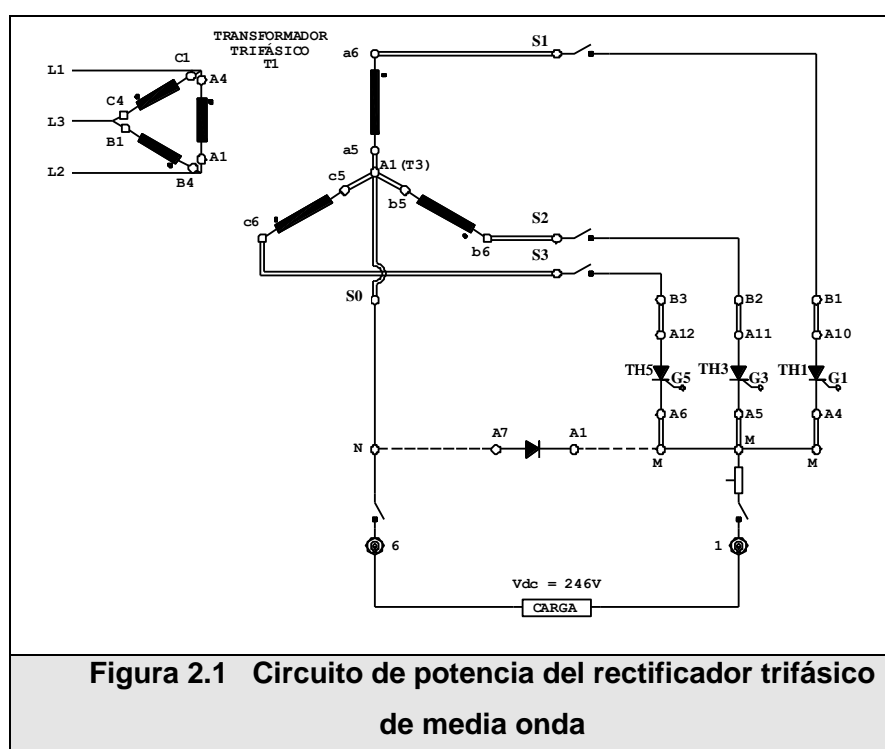 TRANSFORMADOR
TRIFÁSICO
T1
L1
C1
A4
C4
L3
B1
A1
L2
B4
a6
S1
a5
A1(T3)
c5
b5
c6
b6
S2
S3
S0
B3
B2
B1
A12
A11
A10
TH5
G5
TH3
G3
TH1
G1
A6
A5
A4
N
A7
A1
M
M
M
6
1
Vdc = 246V
CARGA
Figura 2.1 Circuito de potencia del rectificador trifásico
de media onda